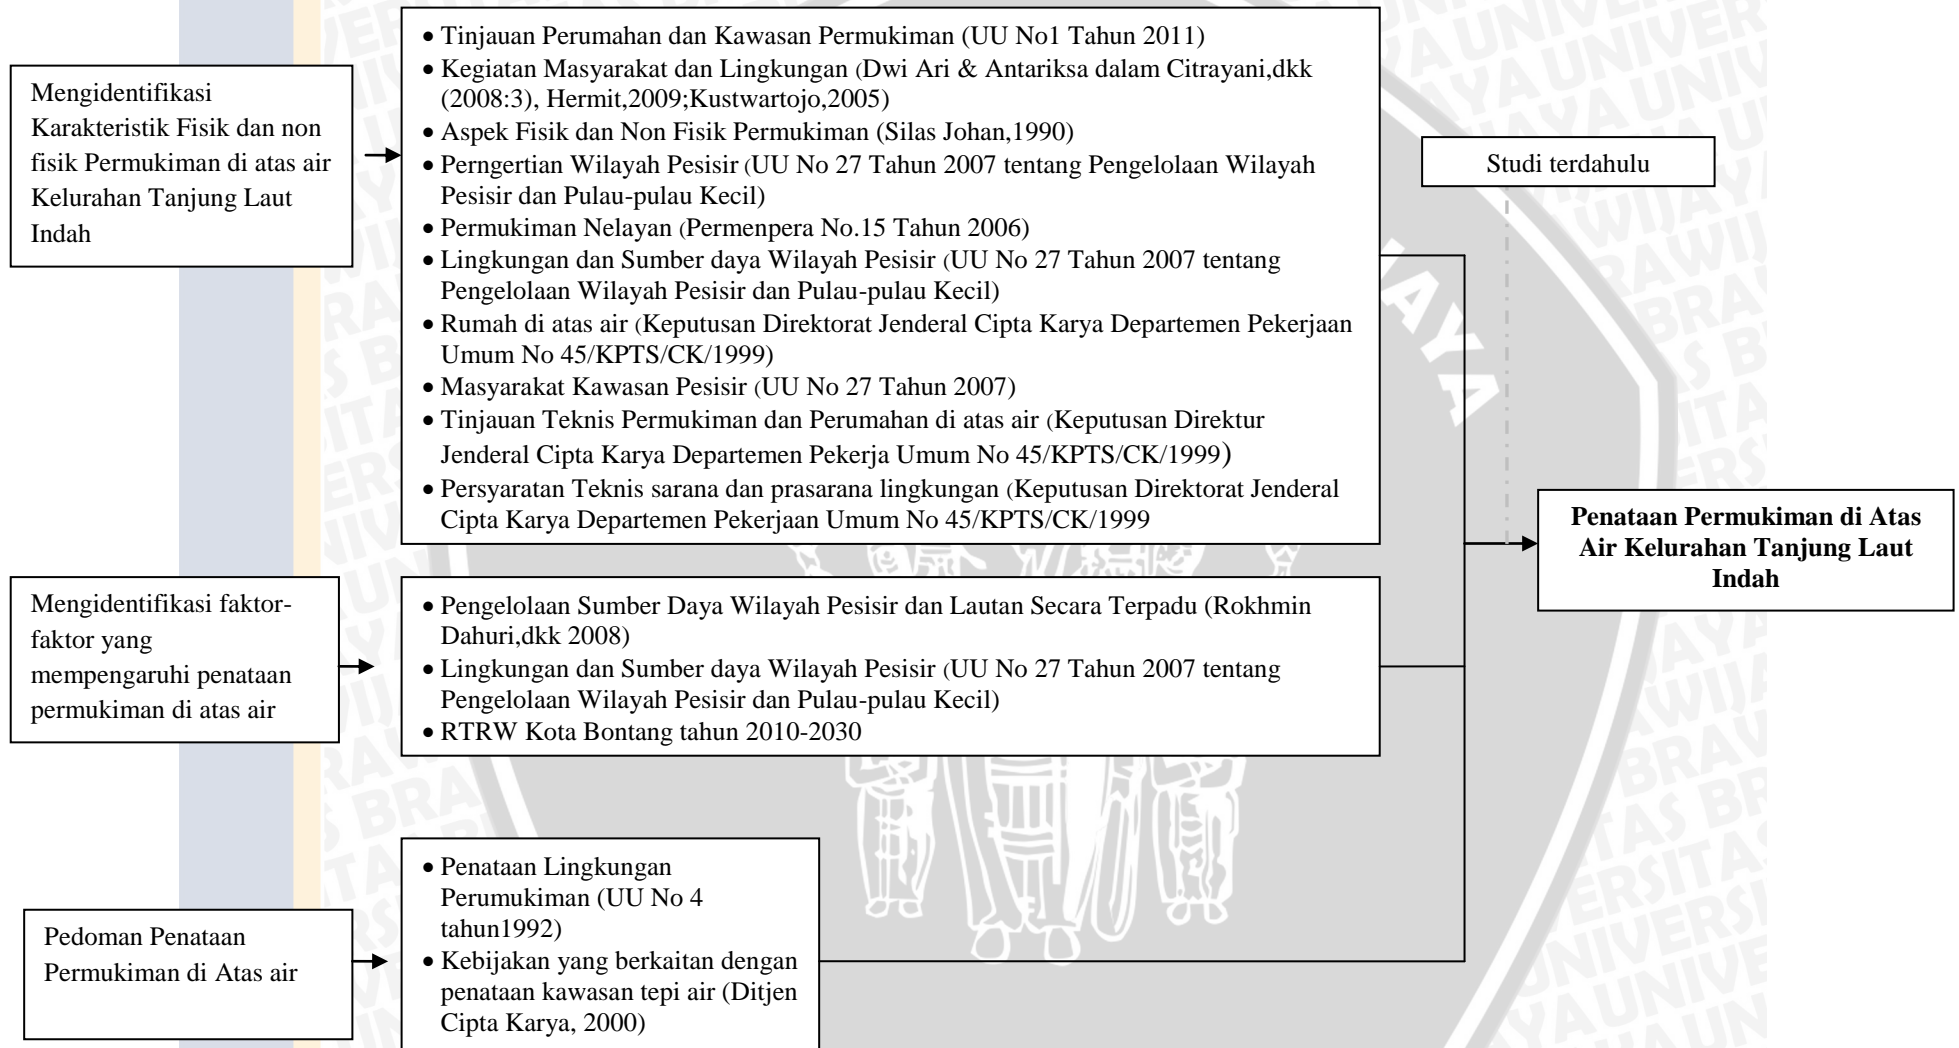 Mengidentifikasi
Karakteristik Fisik dan non
fisik Permukiman di atas air
Kelurahan Tanjung Laut
Indah
• Tinjauan Perumahan dan Kawasan Permukiman (UU No1 Tahun 2011)
• Kegiatan Masyarakat dan Lingkungan (Dwi Ari & Antariksa dalam Citrayani,dkk
(2008:3), Hermit,2009;Kustwartojo,2005)
• Aspek Fisik dan Non Fisik Permukiman (Silas Johan,1990)
• Perngertian Wilayah Pesisir (UU No 27 Tahun 2007 tentang Pengelolaan Wilayah
Pesisir dan Pulau-pulau Kecil)
• Permukiman Nelayan (Permenpera No.15 Tahun 2006)
• Lingkungan dan Sumber daya Wilayah Pesisir (UU No 27 Tahun 2007 tentang
Pengelolaan Wilayah Pesisir dan Pulau-pulau Kecil)
• Rumah di atas air (Keputusan Direktorat Jenderal Cipta Karya Departemen Pekerjaan
Umum No 45/KPTS/CK/1999)
• Masyarakat Kawasan Pesisir (UU No 27 Tahun 2007)
• Tinjauan Teknis Permukiman dan Perumahan di atas air (Keputusan Direktur
Jenderal Cipta Karya Departemen Pekerja Umum No 45/KPTS/CK/1999)
• Persyaratan Teknis sarana dan prasarana lingkungan (Keputusan Direktorat Jenderal
Cipta Karya Departemen Pekerjaan Umum No 45/KPTS/CK/1999
Studi terdahulu
Penataan Permukiman di Atas
Air Kelurahan Tanjung Laut
Indah
Mengidentifikasi faktor-
faktor yang
mempengaruhi penataan
permukiman di atas air
• Pengelolaan Sumber Daya Wilayah Pesisir dan Lautan Secara Terpadu (Rokhmin
Dahuri,dkk 2008)
• Lingkungan dan Sumber daya Wilayah Pesisir (UU No 27 Tahun 2007 tentang
Pengelolaan Wilayah Pesisir dan Pulau-pulau Kecil)
• RTRW Kota Bontang tahun 2010-2030
Pedoman Penataan
Permukiman di Atas air
• Penataan Lingkungan
Perumukiman (UU No 4
tahun1992)
• Kebijakan yang berkaitan dengan
penataan kawasan tepi air (Ditjen
Cipta Karya, 2000)